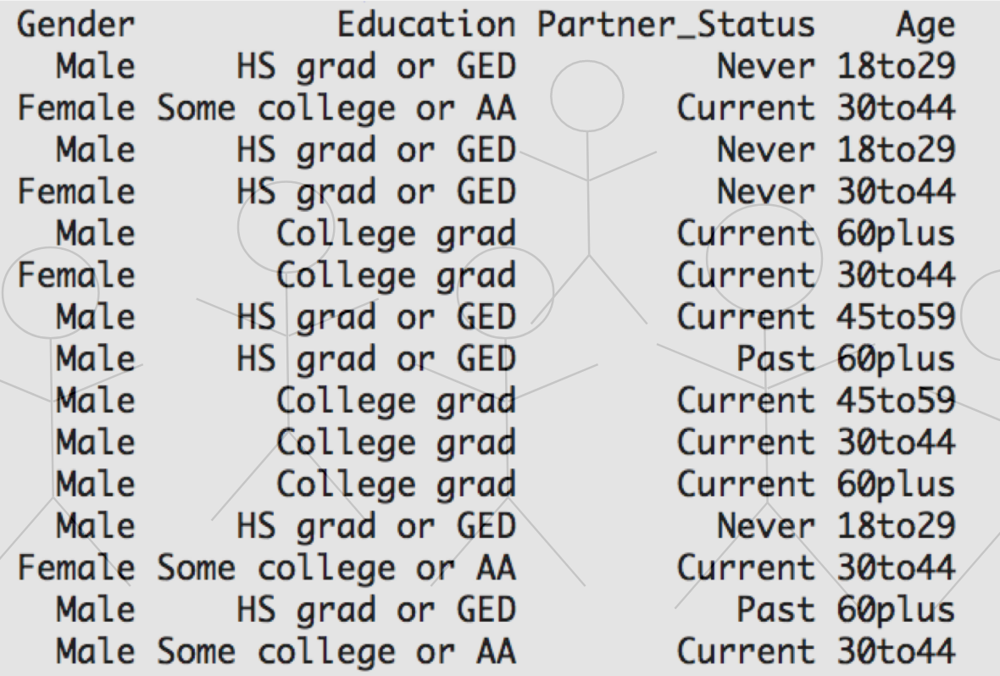 Gender Education Partner_Status Age
Male HS grad or GED Never 18to29
Female Some college or AA Current 30to44
Male HS grad or GED Never 18to29
Female HS grad or GED Never 30to44
Male College grad Current 60plus
Female College grad Current 30to44
Male HS grad or GED Current 45to59
Male HS grad or GED Past 60plus
Male College grad Current 45to59
Male College grad Current 30to44
Male College grad Current 60plus
Male HS grad or GED Never 18to29
Female Some college or AA Current 30to44
Male HS grad or GED Past 60plus
Male Some college or AA Current 30to44